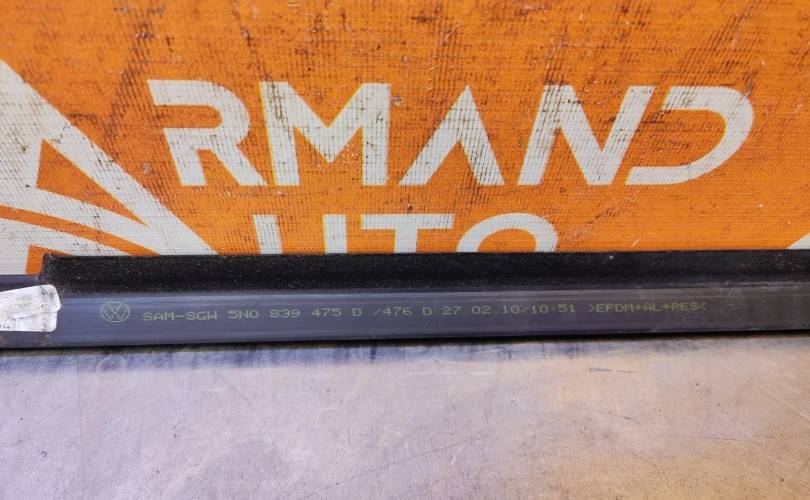 RMAND
UTO
SAM-SGW 5N0 839 475 D /476 D 27.02.10/10:51 >EPDM+AL+PES<